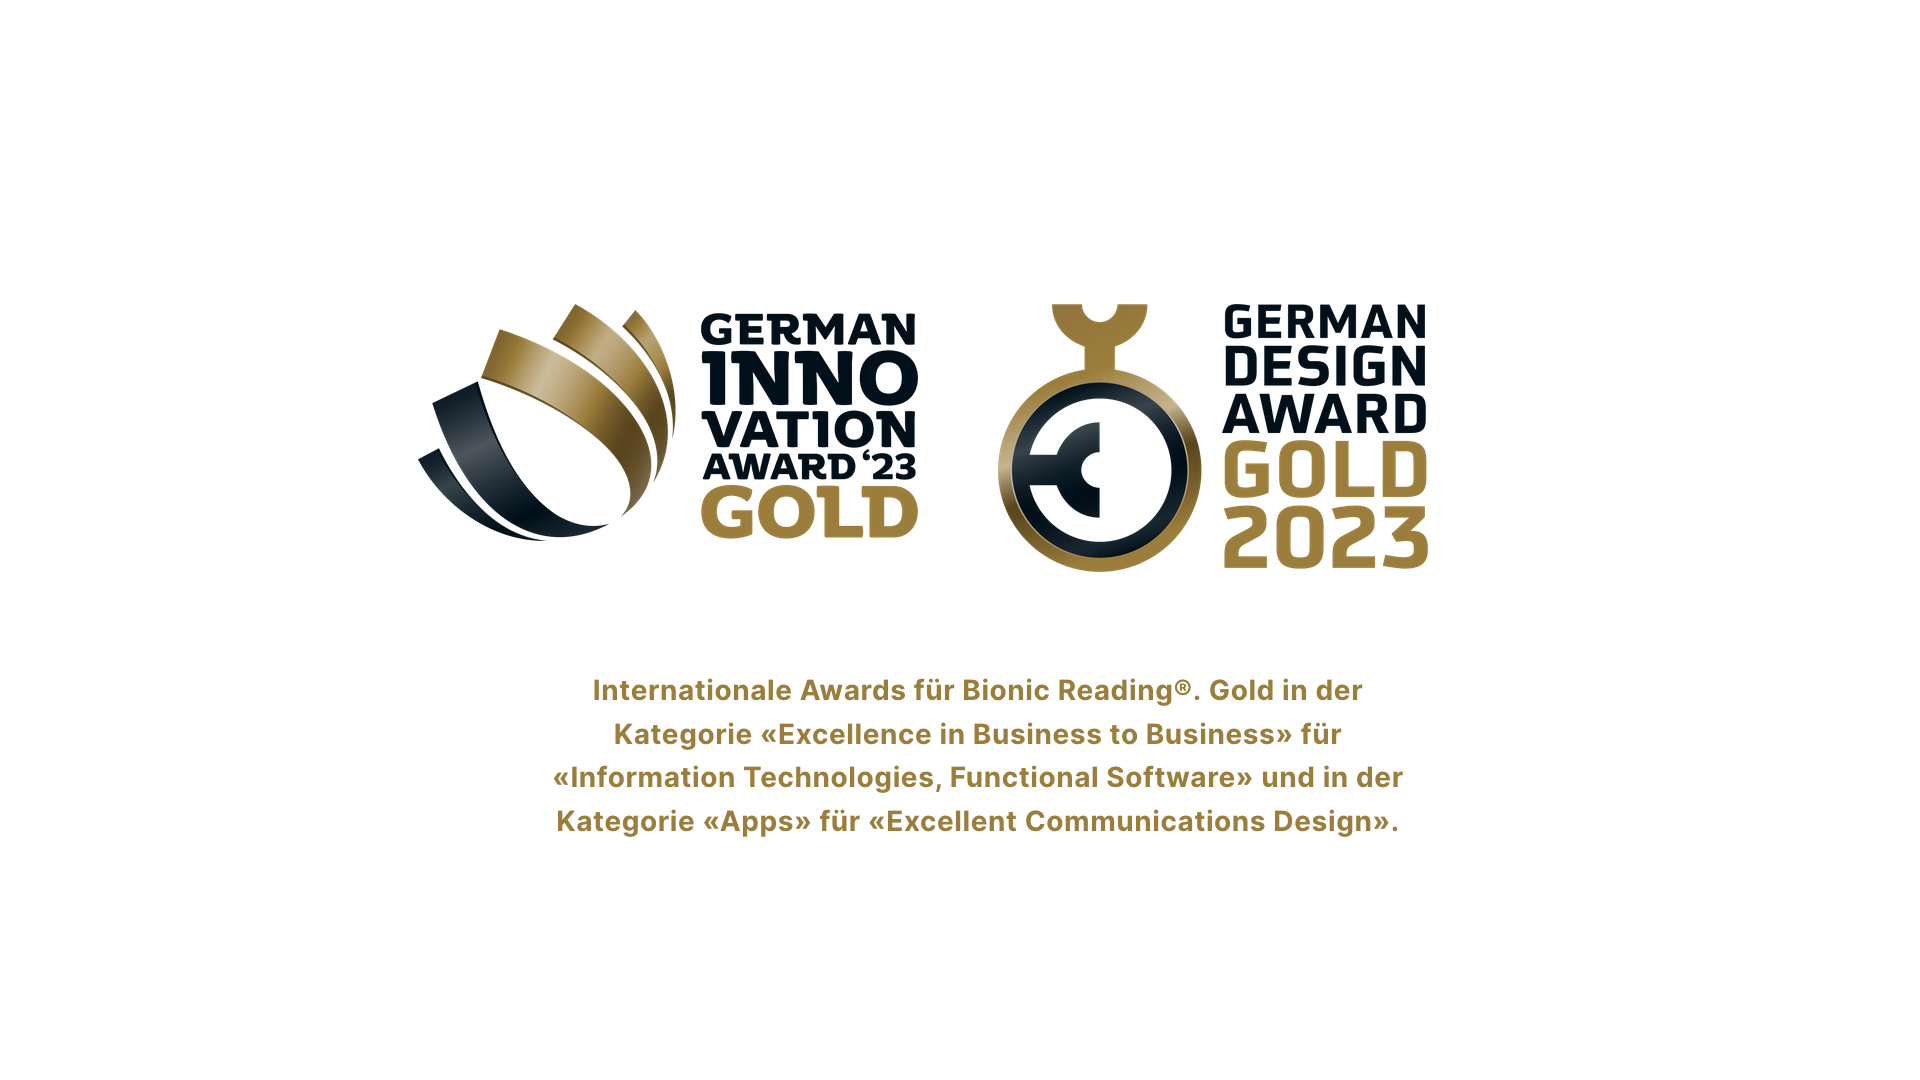 GERMAN
INNO
VATION
AWARD ‘23
GOLD
GERMAN
DESIGN
AWARD
GOLD
2023
Internationale Awards für Bionic Reading®. Gold in der
Kategorie «Excellence in Business to Business» für
«Information Technologies, Functional Software» und in der
Kategorie «Apps» für «Excellent Communications Design».